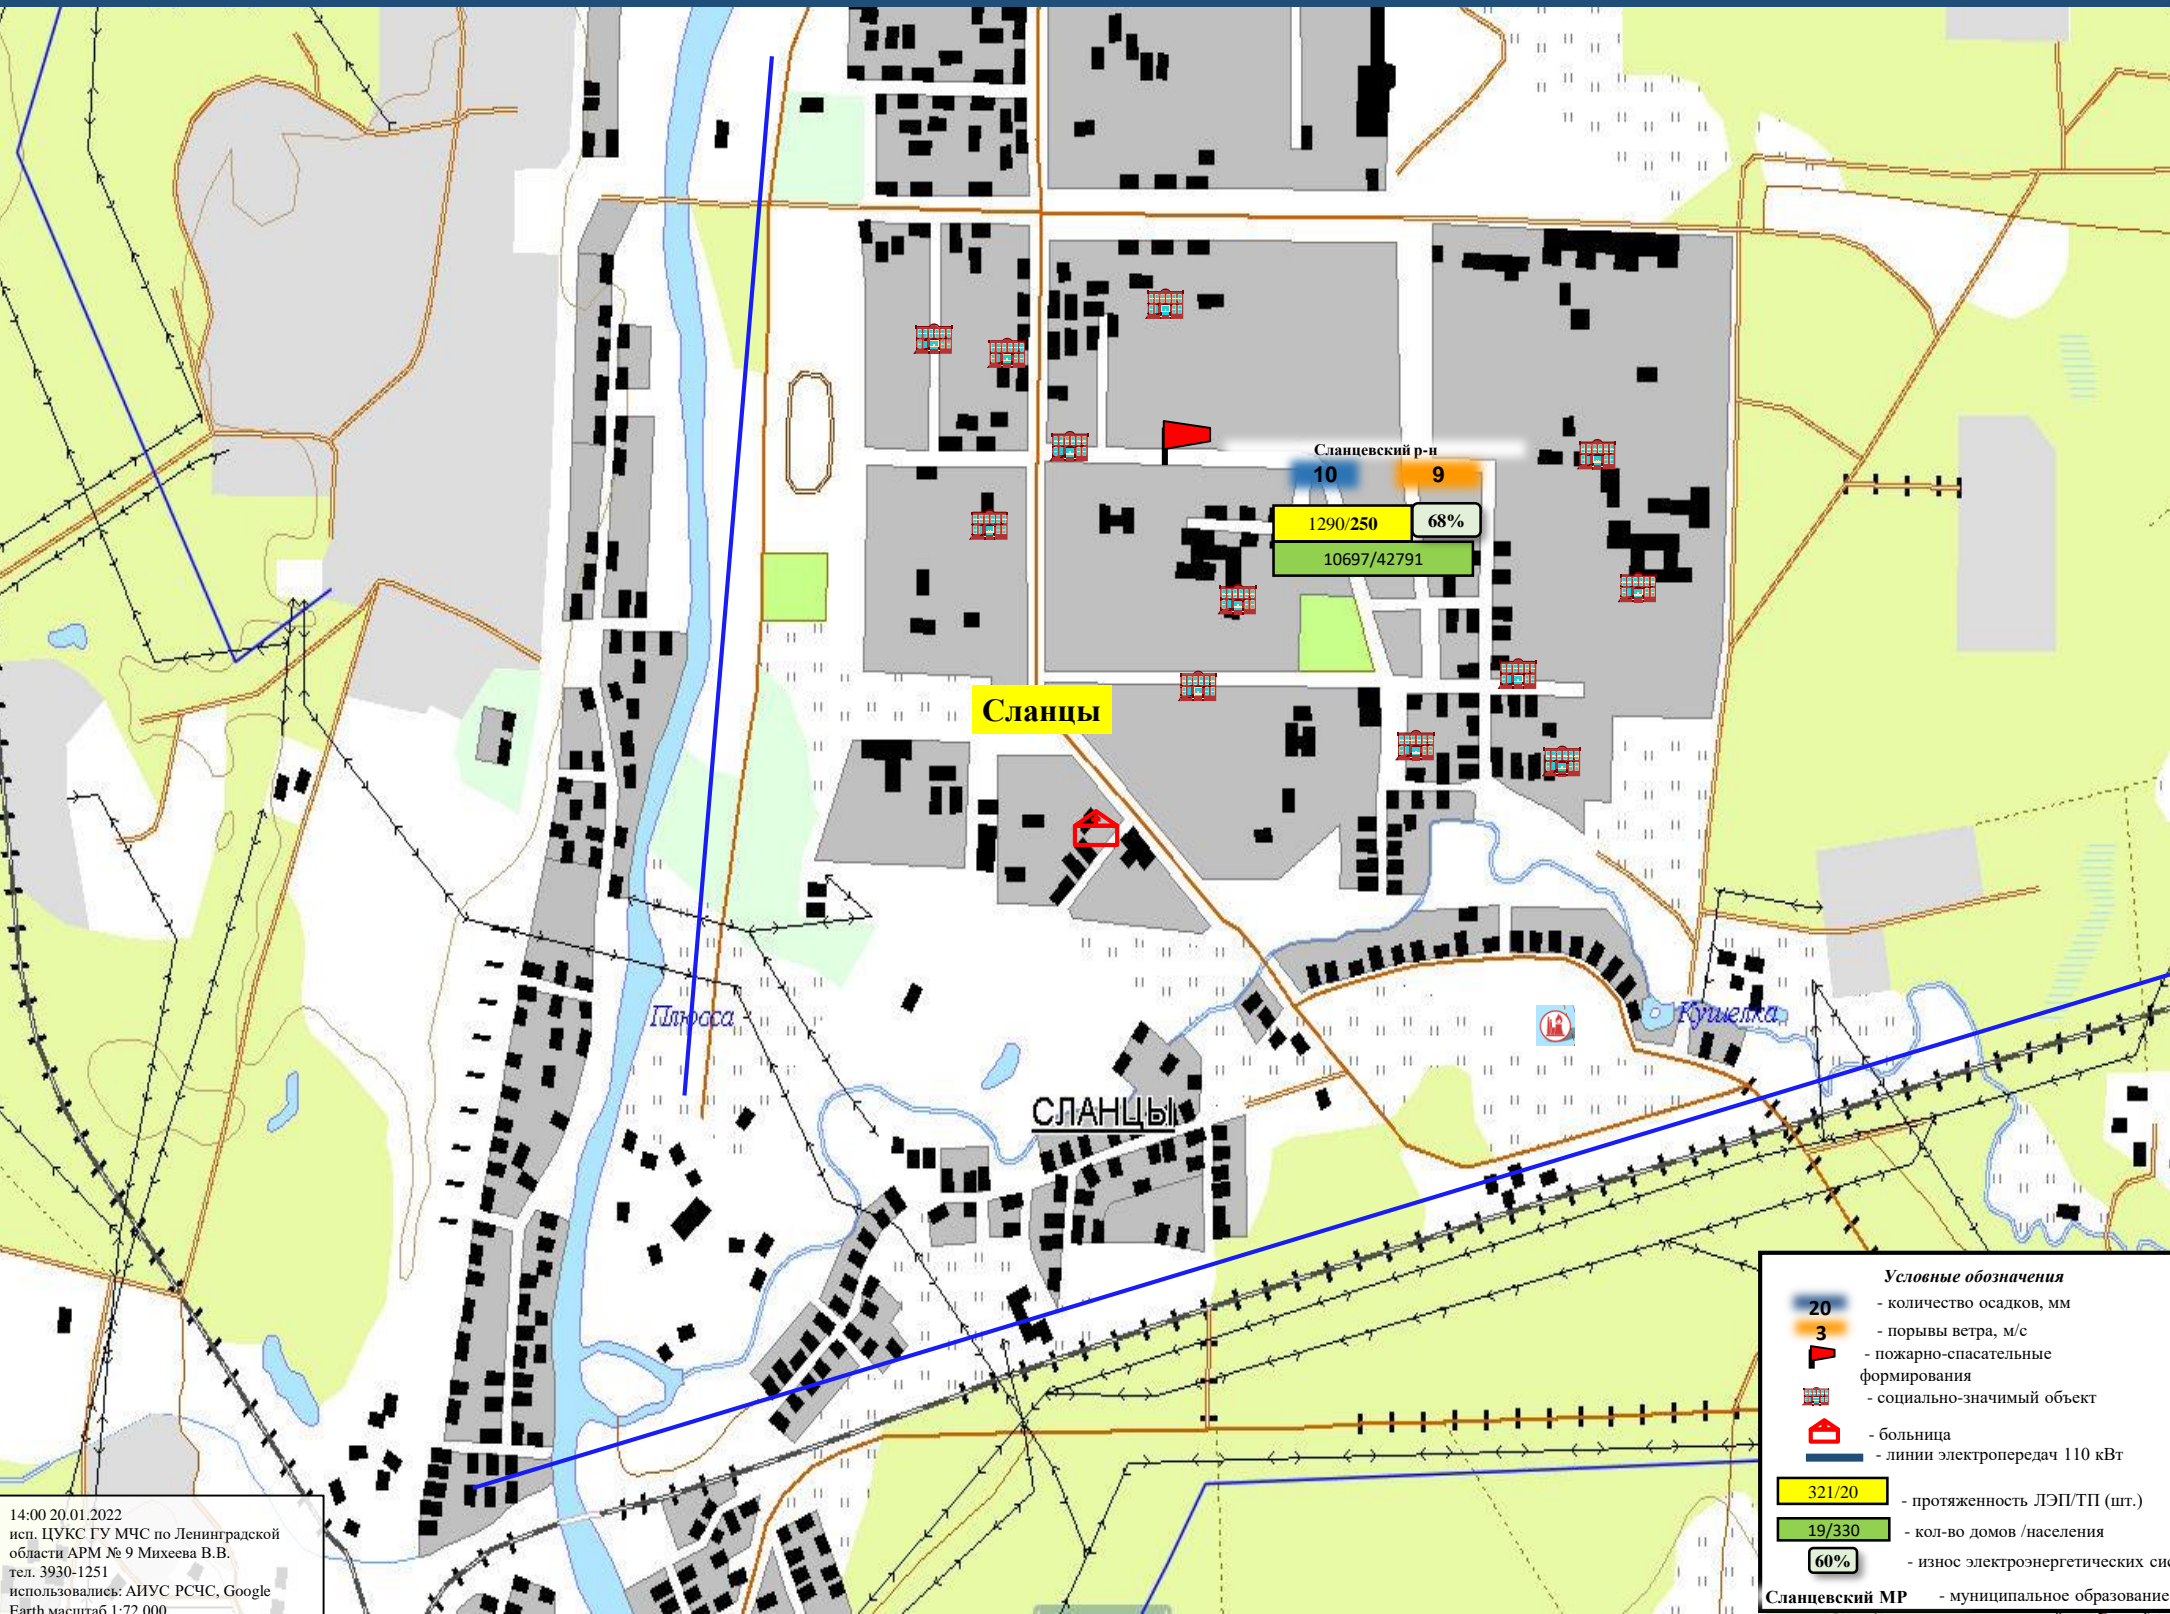 Сланцевский р-н
10 9
1290/250 68%
10697/42791
Сланцы
Плюсса
Кушелка
СЛАНЦЫ
Условные обозначения
20 - количество осадков, мм
3 - порывы ветра, м/с
- пожарно-спасательные
формирования
- социально-значимый объект
- больница
- линии электропередач 110 кВт
321/20 - протяженность ЛЭП/ТП (шт.)
19/330 - кол-во домов /населения
60% - износ электроэнергетических
Сланцевский МР - муниципальное образование
14:00 20.01.2022
исп. ЦУКС ГУ МЧС по Ленинградской
области АРМ № 9 Михеева В.В.
тел. 3930-1251
использовались: АИУС РСЧС, Google
Earth масштаб 1:72 000